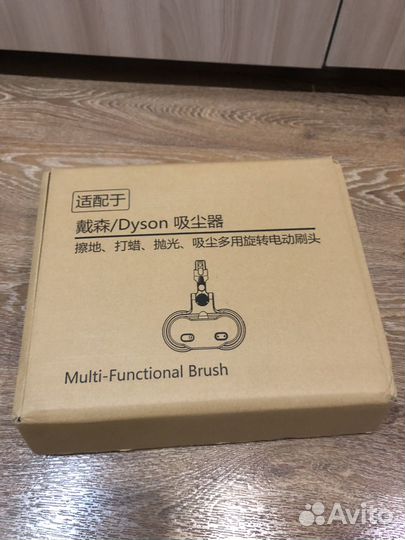 适配于
戴森/Dyson 吸尘器
擦地、打蜡、抛光、吸尘多用旋转电动刷头
Multi-Functional Brush
Avito